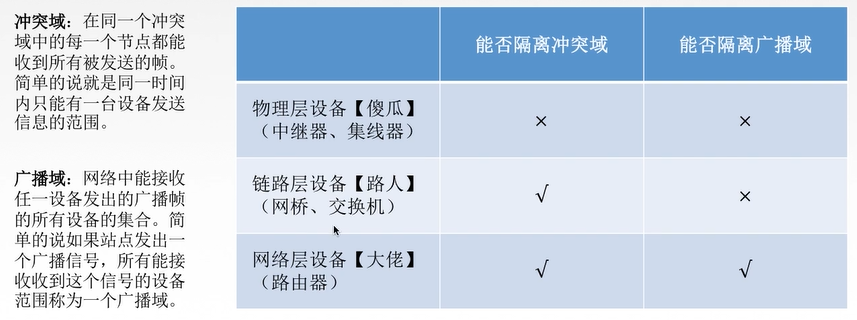 冲突域：在同一个冲突
域中的每一个节点都能
收到所有被发送的帧。
简单的说就是同一时间
内只能有一台设备发送
信息的范围。
广播域：网络中能接收
任一设备发出的广播帧
的所有设备的集合。简
单的说如果站点发出一
个广播信号，所有能接
收收到这个信号的设备
范围称为一个广播域。
能否隔离冲突域 能否隔离广播域
物理层设备【傻瓜】
（中继器、集线器）
× ×
链路层设备【路人】
（网桥、交换机）
√ ×
网络层设备【大佬】
（路由器）
√ √